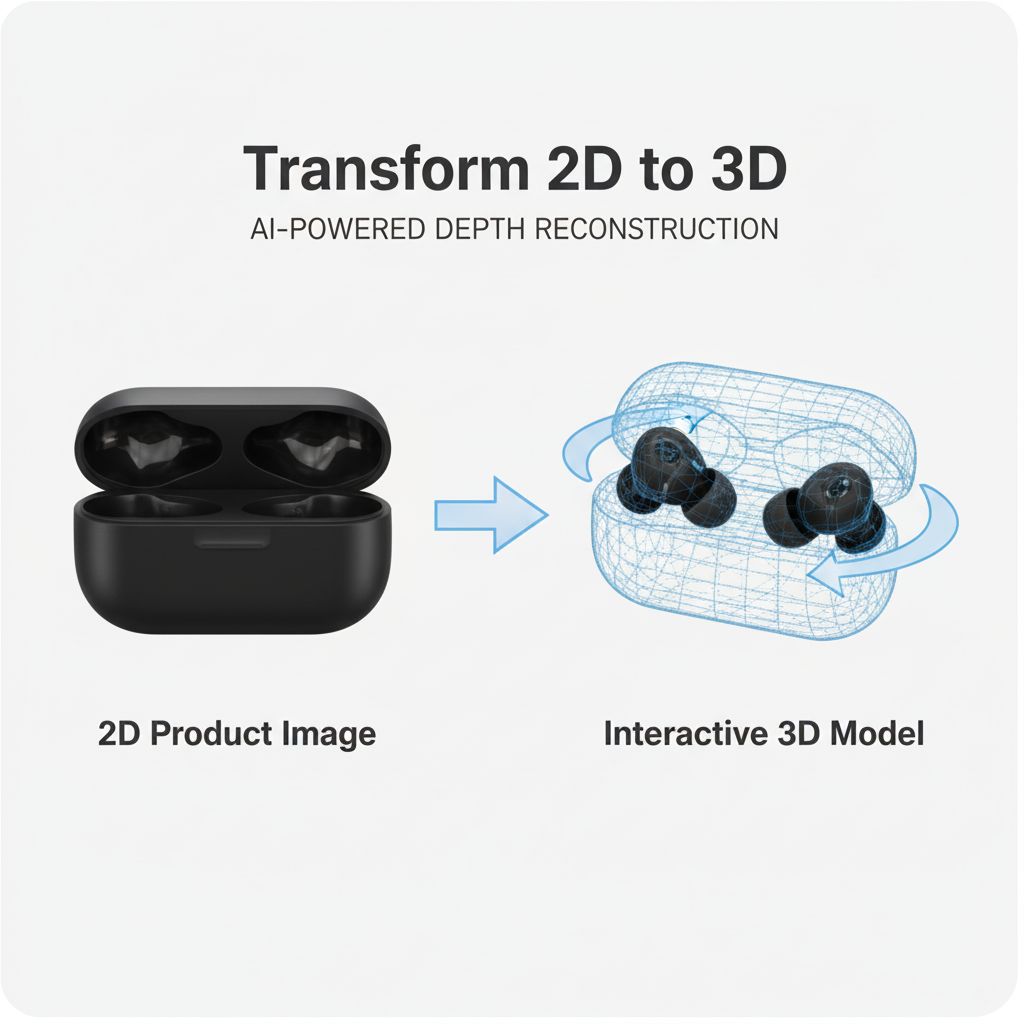 Transform 2D to 3D
AI-POWERED DEPTH RECONSTRUCTION
2D Product Image
Interactive 3D Model